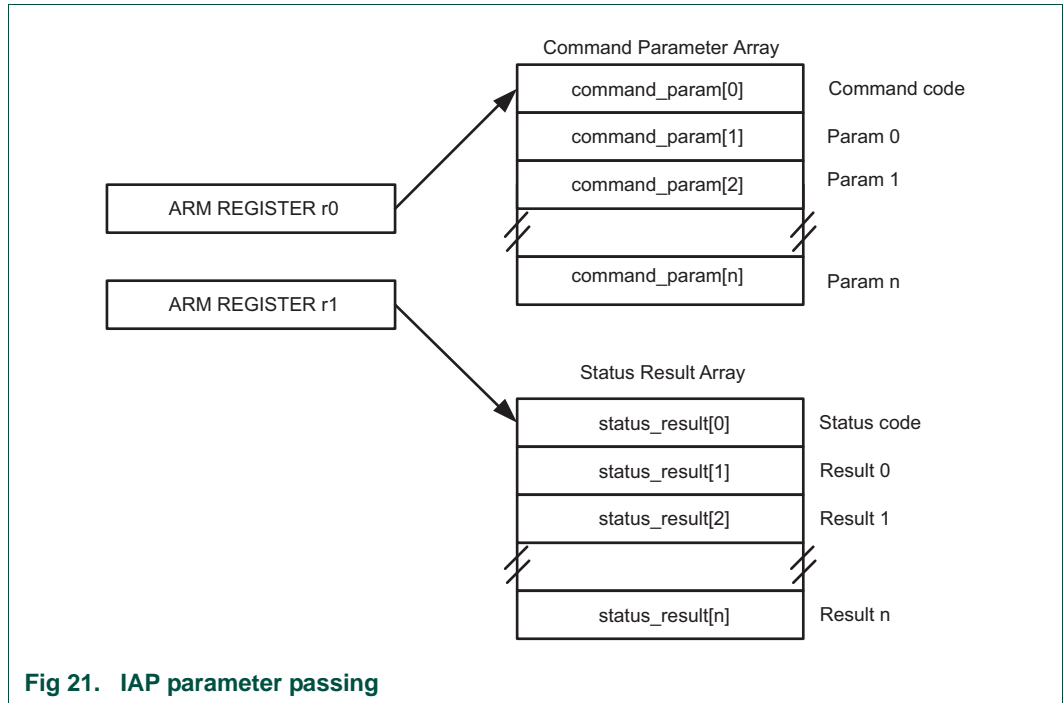 Command Parameter Array
command_param[0] Command code
command_param[1] Param 0
command_param[2] Param 1
ARM REGISTER r0
command_param[n] Param n
ARM REGISTER r1
Status Result Array
status_result[0] Status code
status_result[1] Result 0
status_result[2] Result 1
status_result[n] Result n
Fig 21. IAP parameter passing